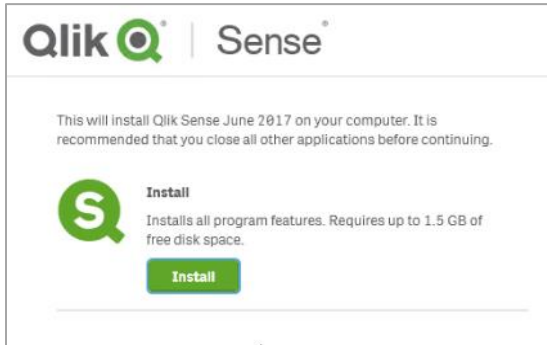 Qlik Q® | Sense®
This will install Qlik Sense June 2017 on your computer. It is
recommended that you close all other applications before continuing.
S
Install
Installs all program features. Requires up to 1.5 GB of
free disk space.
Install